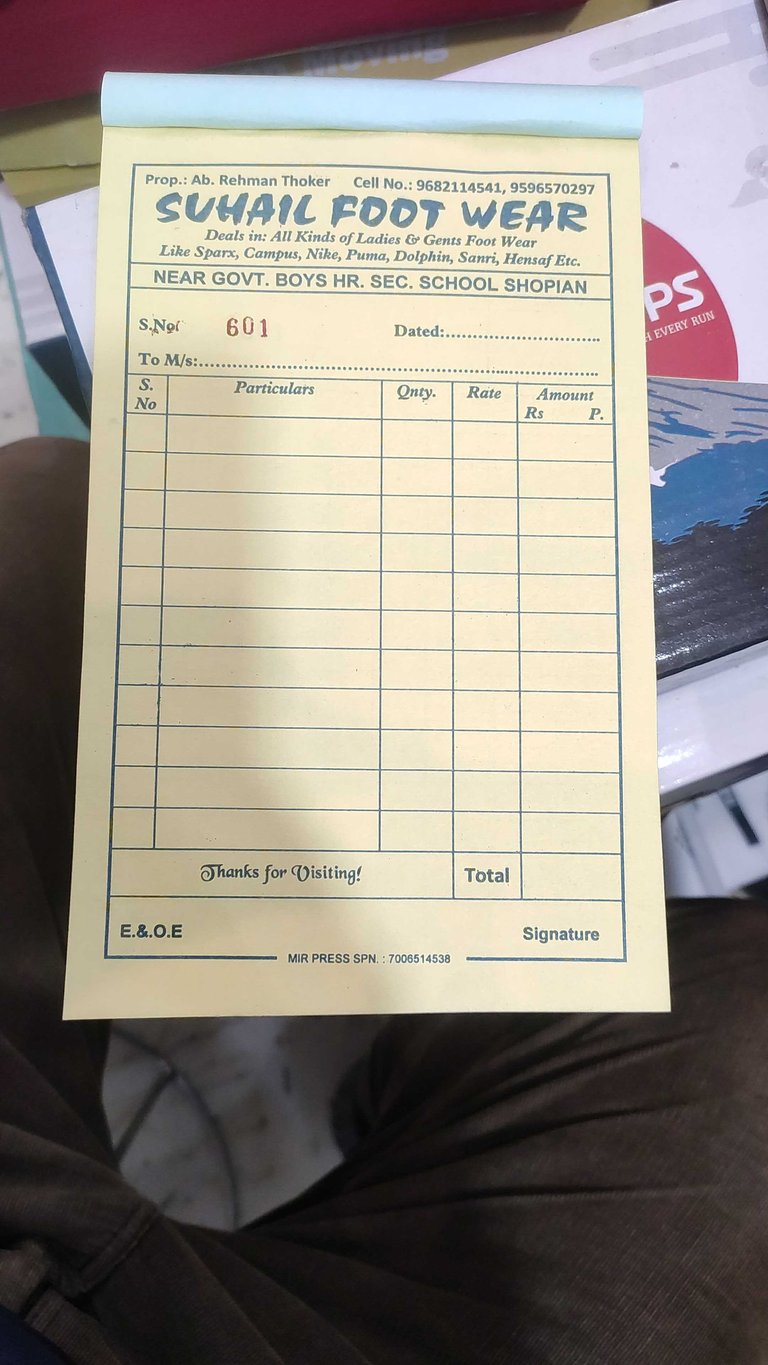 Moving
Prop.: Ab. Rehman Thoker Cell No.: 9682114541, 9596570297
SUHAIL FOOT WEAR
Deals in: All Kinds of Ladies & Gents Foot Wear
Like Sparx, Campus, Nike, Puma, Dolphin, Sanri, Hensaf Etc.
NEAR GOVT. BOYS HR. SEC. SCHOOL SHOPIAN
S.No. 601 Dated:
To M/s:
S. No Particulars Qnty. Rate Amount
Rs P.
Thanks for Visiting! Total
E.&.O.E Signature
MIR PRESS SPN. : 7006514538
PS
H EVERY RUN